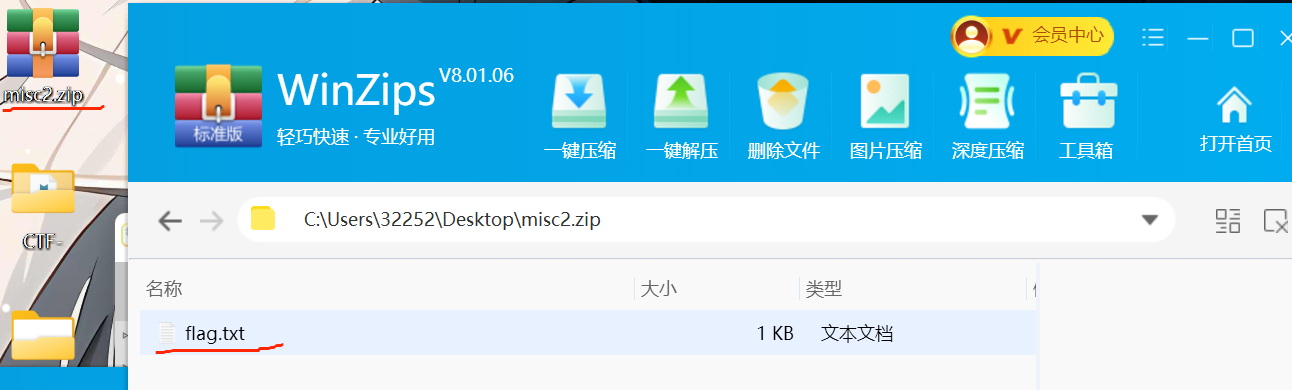 misc2.zip
CTF-
标准版
WinZips V8.01.06
轻巧快速 · 专业好用
会员中心
一键压缩 一键解压 删除文件 图片压缩 深度压缩 工具箱 打开首页
C:\Users\32252\Desktop\misc2.zip
名称 大小 类型
flag.txt 1 KB 文本文档